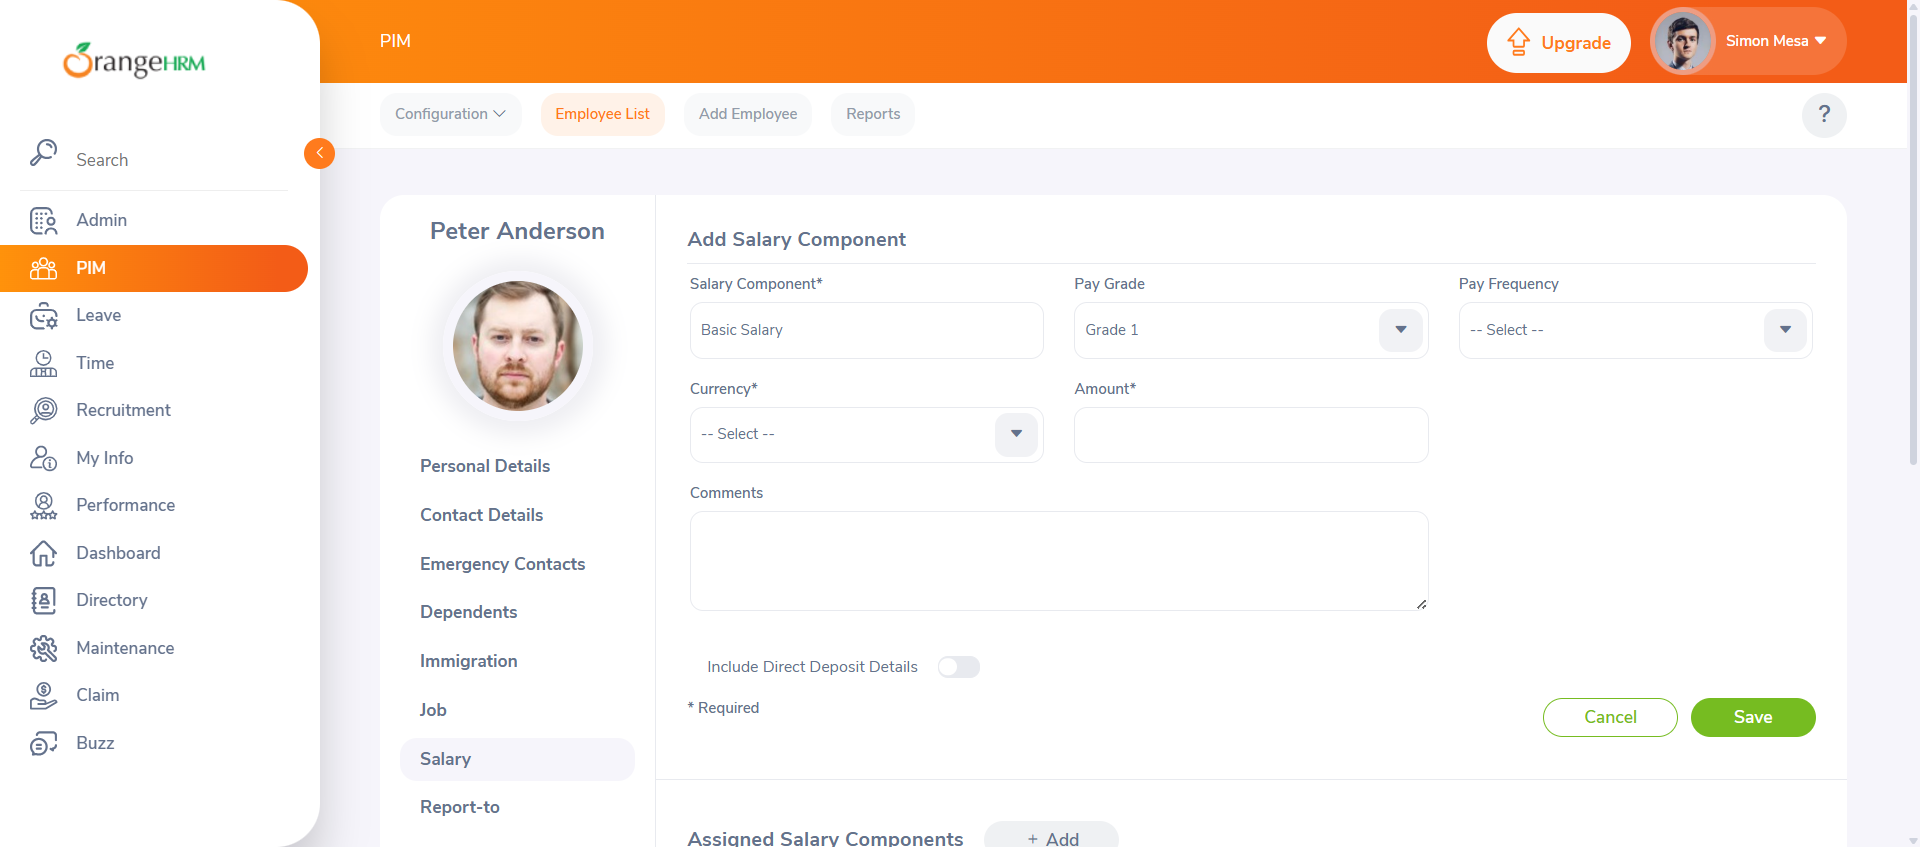 OrangeHRM
Search
Admin
PIM
Leave
Time
Recruitment
My Info
Performance
Dashboard
Directory
Maintenance
Claim
Buzz
PIM
Upgrade
Simon Mesa
Configuration
Employee List
Add Employee
Reports
?
Peter Anderson
Personal Details
Contact Details
Emergency Contacts
Dependents
Immigration
Job
Salary
Report-to
Add Salary Component
Salary Component*
Pay Grade
Pay Frequency
Basic Salary
Grade 1
-- Select --
Currency*
Amount*
-- Select --
Comments
Include Direct Deposit Details
* Required
Cancel
Save
Assigned Salary Components
+ Add